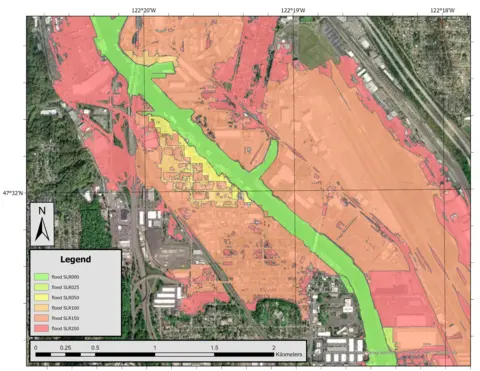 122°20'W 122°19'W 122°18'W
47°32'N
N
Legend
flood SLR000
flood SLR025
flood SLR050
flood SLR100
flood SLR150
flood SLR200
0 0.25 0.5 1 1.5 2
Kilometers